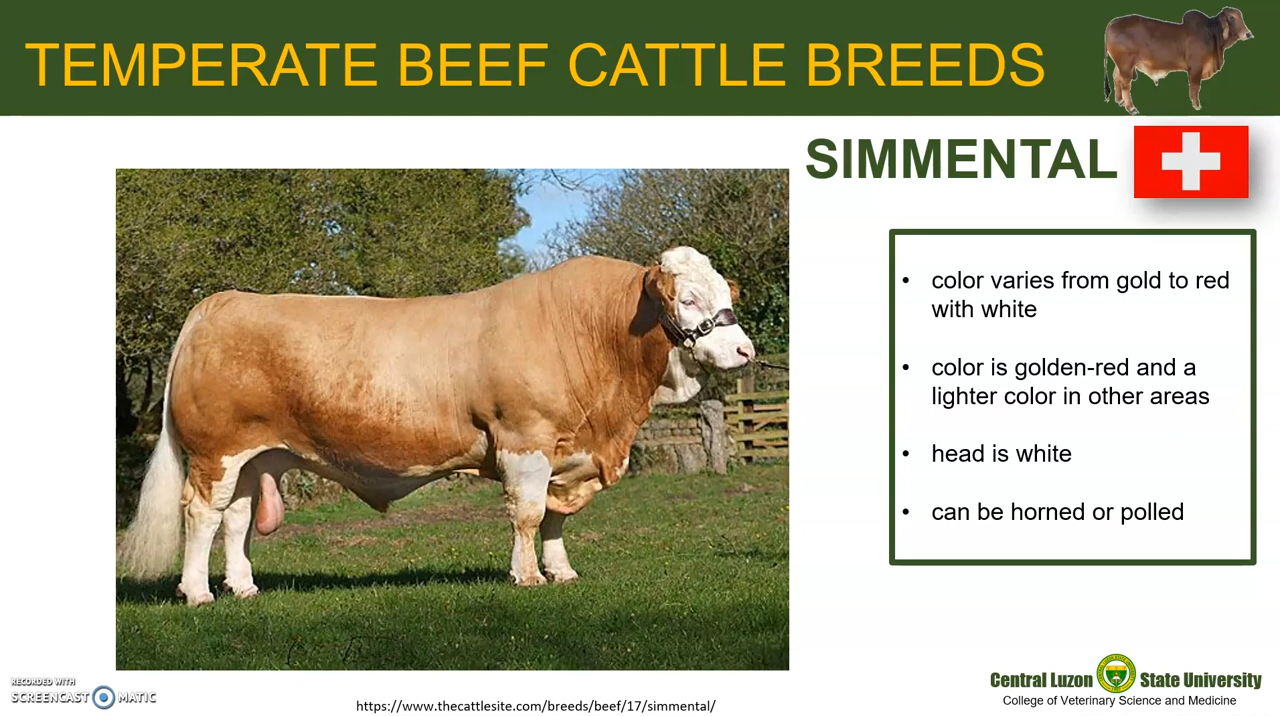 TEMPERATE BEEF CATTLE BREEDS
SIMMENTAL
• color varies from gold to red
with white
• color is golden-red and a
lighter color in other areas
• head is white
• can be horned or polled
RECORDED WITH
SCREENCAST MATIC
https://www.thecattlesite.com/breeds/beef/17/simmental/
Central Luzon State University
College of Veterinary Science and Medicine